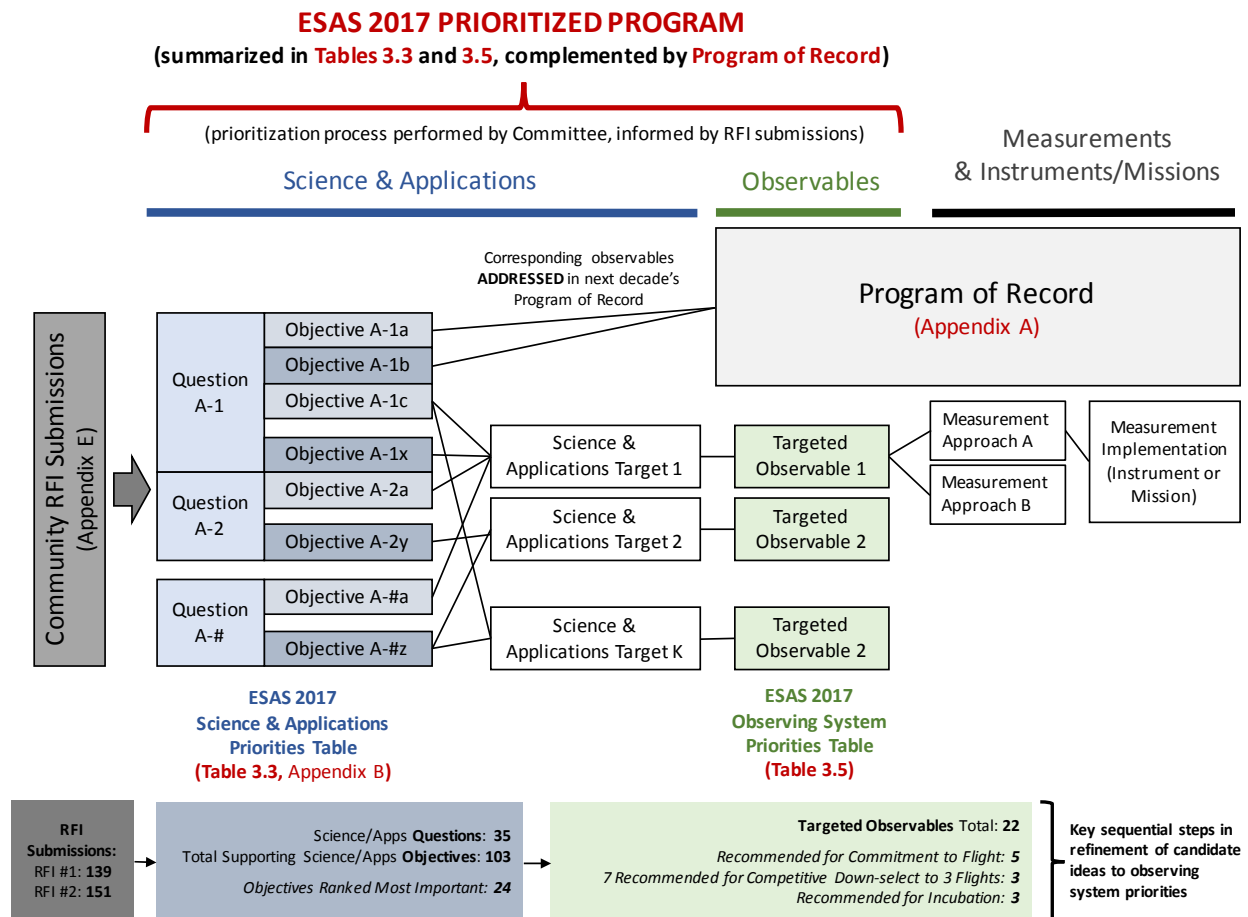 ESAS 2017 PRIORITIZED PROGRAM
(summarized in Tables 3.3 and 3.5, complemented by Program of Record)
(prioritization process performed by Committee, informed by RFI submissions)
Science & Applications
Observables
Measurements
& Instruments/Missions
Corresponding observables
ADDRESSED in next decade's
Program of Record
Program of Record
(Appendix A)
Community RFI Submissions
(Appendix E)
Question
A-1
Objective A-1a
Objective A-1b
Objective A-1c
Objective A-1x
Question
A-2
Objective A-2a
Objective A-2y
Question
A-#
Objective A-#a
Objective A-#z
Science &
Applications Target 1
Science &
Applications Target 2
Science &
Applications Target K
Targeted
Observable 1
Targeted
Observable 2
Targeted
Observable 2
Measurement
Approach A
Measurement
Approach B
Measurement
Implementation
(Instrument or
Mission)
ESAS 2017
Science & Applications
Priorities Table
(Table 3.3, Appendix B)
ESAS 2017
Observing System
Priorities Table
(Table 3.5)
RFI
Submissions:
RFI #1: 139
RFI #2: 151
Science/Apps Questions: 35
Total Supporting Science/Apps Objectives: 103
Objectives Ranked Most Important: 24
Targeted Observables Total: 22
Recommended for Commitment to Flight: 5
7 Recommended for Competitive Down-select to 3 Flights: 3
Recommended for Incubation: 3
Key sequential steps in
refinement of candidate
ideas to observing
system priorities